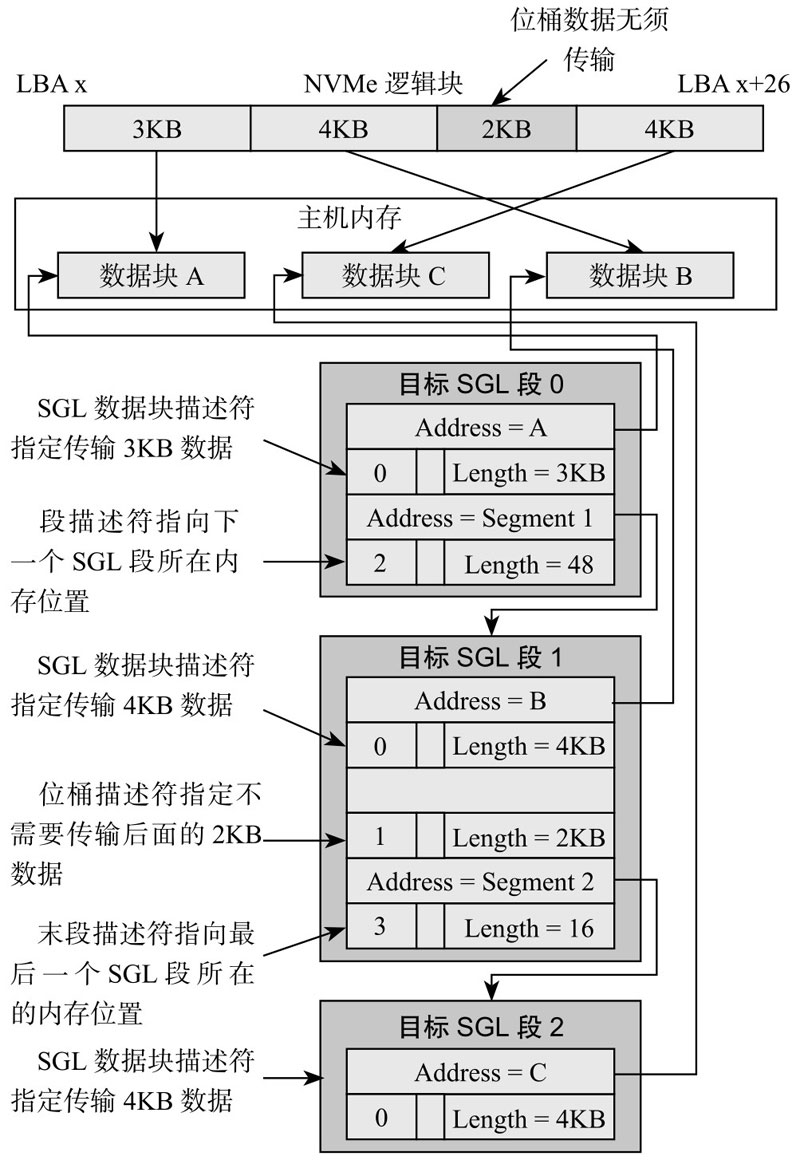 位桶数据无须
传输
LBA x
NVMe 逻辑块
LBA x+26
3KB
4KB
2KB
4KB
主机内存
数据块 A
数据块 C
数据块 B
目标 SGL 段 0
Address = A
0
Length = 3KB
Address = Segment 1
2
Length = 48
SGL 数据块描述符
指定传输 3KB 数据
段描述符指向下
一个 SGL 段所在内
存位置
目标 SGL 段 1
Address = B
0
Length = 4KB
1
Length = 2KB
Address = Segment 2
3
Length = 16
SGL 数据块描述符
指定传输 4KB 数据
位桶描述符指定不
需要传输后面的 2KB
数据
末段描述符指向最
后一个 SGL 段所在
的内存位置
目标 SGL 段 2
Address = C
0
Length = 4KB
SGL 数据块描述符
指定传输 4KB 数据